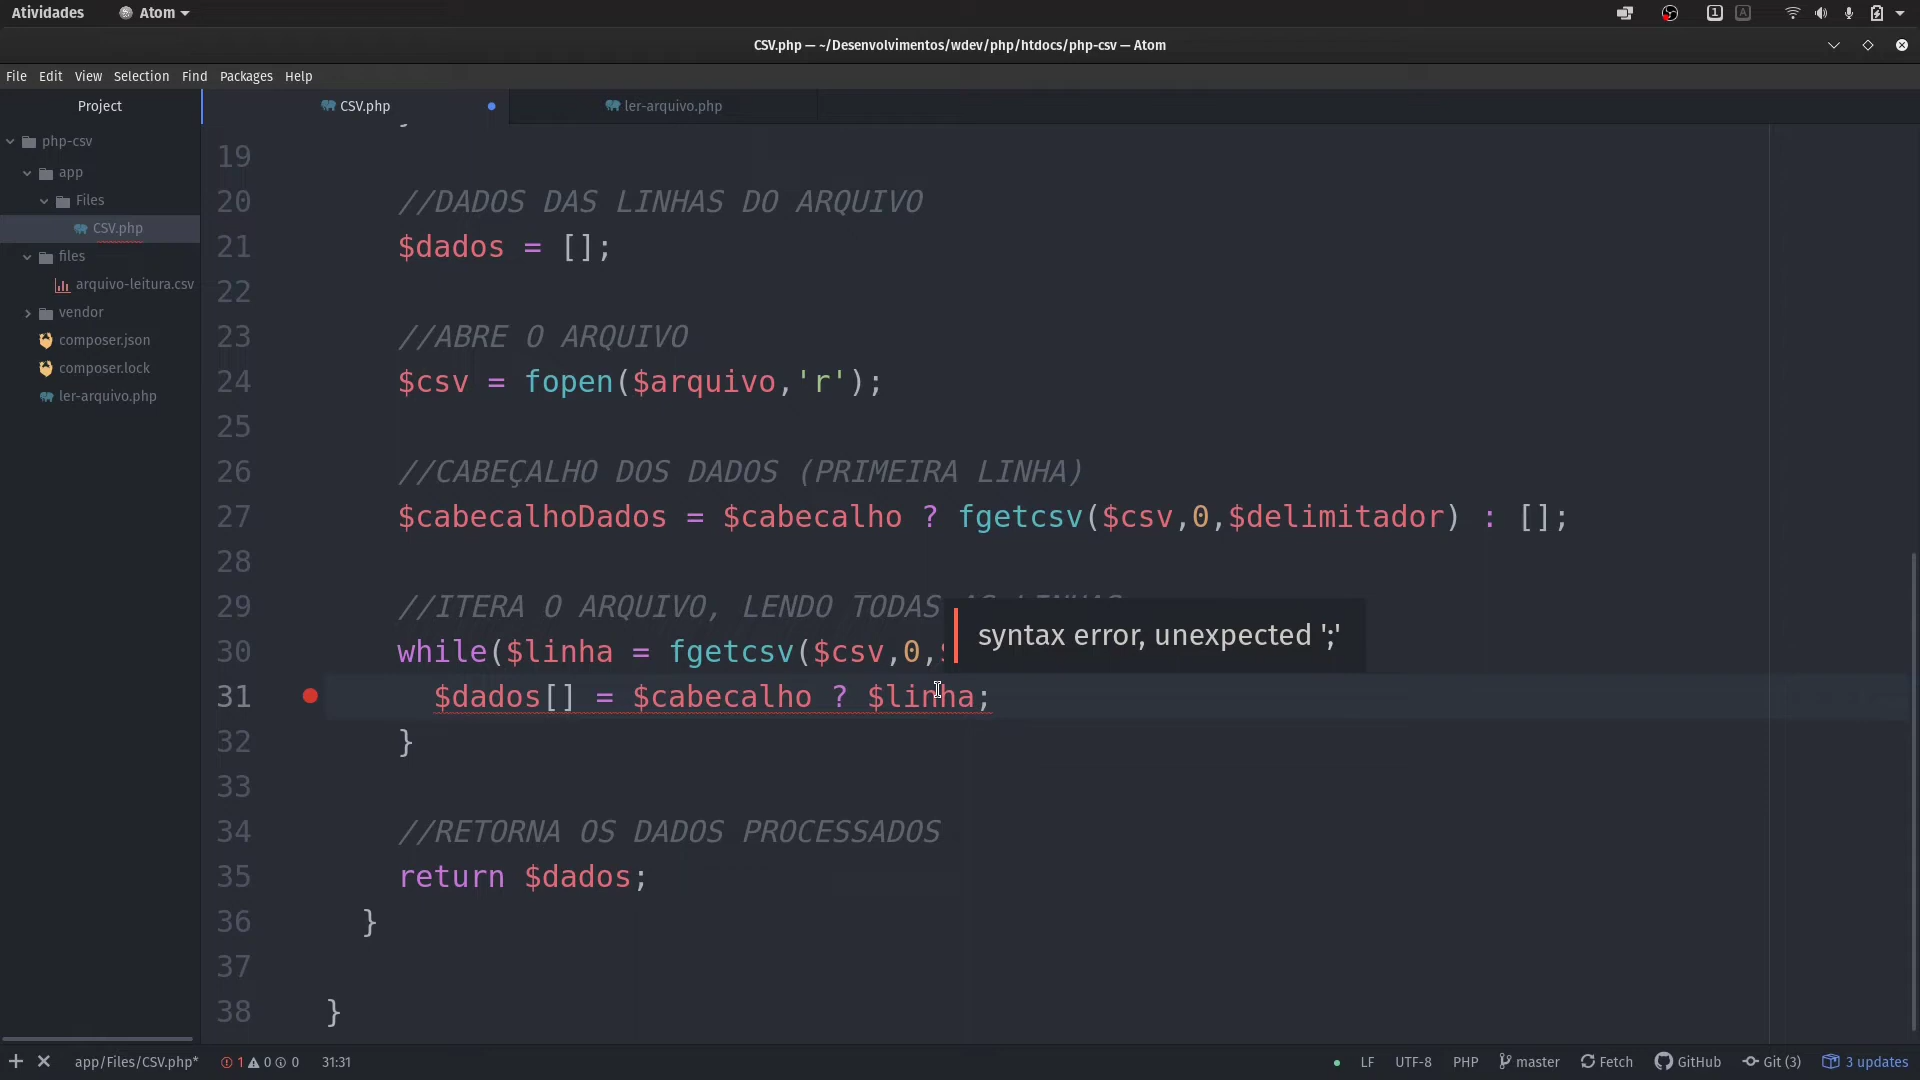 Atividades
Atom
1
A
CSV.php — ~/Desenvolvimentos/wdev/php/htdocs/php-csv — Atom
File Edit View Selection Find Packages Help
Project
CSV.php
ler-arquivo.php
php-csv
app
Files
CSV.php
files
arquivo-leitura.csv
vendor
composer.json
composer.lock
ler-arquivo.php
19
20 //DADOS DAS LINHAS DO ARQUIVO
21 $dados = [];
22
23 //ABRE O ARQUIVO
24 $csv = fopen($arquivo,'r');
25
26 //CABEÇALHO DOS DADOS (PRIMEIRA LINHA)
27 $cabecalhoDados = $cabecalho ? fgetcsv($csv,0,$delimitador) : [];
28
29 //ITERA O ARQUIVO, LENDO TODAS AS LINHAS
syntax error, unexpected ';'
30 while($linha = fgetcsv($csv,0,
31 $dados[] = $cabecalho ? $linha;
32 }
33
34 //RETORNA OS DADOS PROCESSADOS
35 return $dados;
36 }
37
38 }
app/Files/CSV.php* 1 0 0 31:31
LF UTF-8 PHP master Fetch GitHub Git (3) 3 updates